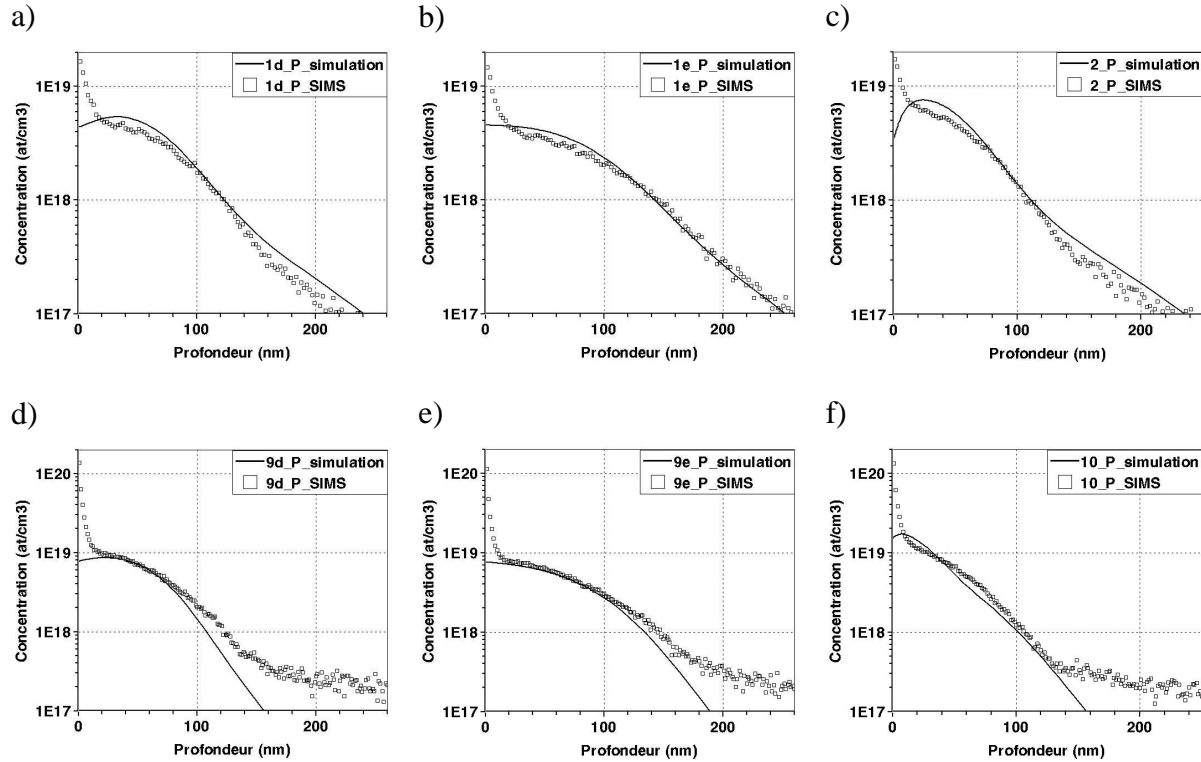 a)
b)
c)
1d_P_simulation
1d_P_SIMS
1E19
1E18
1E17
Concentration (at/cm3)
0
100
200
Profondeur (nm)
1e_P_simulation
1e_P_SIMS
1E19
1E18
1E17
Concentration (at/cm3)
0
100
200
Profondeur (nm)
2_P_simulation
2_P_SIMS
1E19
1E18
1E17
Concentration (at/cm3)
0
100
200
Profondeur (nm)
d)
e)
f)
9d_P_simulation
9d_P_SIMS
1E20
1E19
1E18
1E17
Concentration (at/cm3)
0
100
200
Profondeur (nm)
9e_P_simulation
9e_P_SIMS
1E20
1E19
1E18
1E17
Concentration (at/cm3)
0
100
200
Profondeur (nm)
10_P_simulation
10_P_SIMS
1E20
1E19
1E18
1E17
Concentration (at/cm3)
0
100
200
Profondeur (nm)